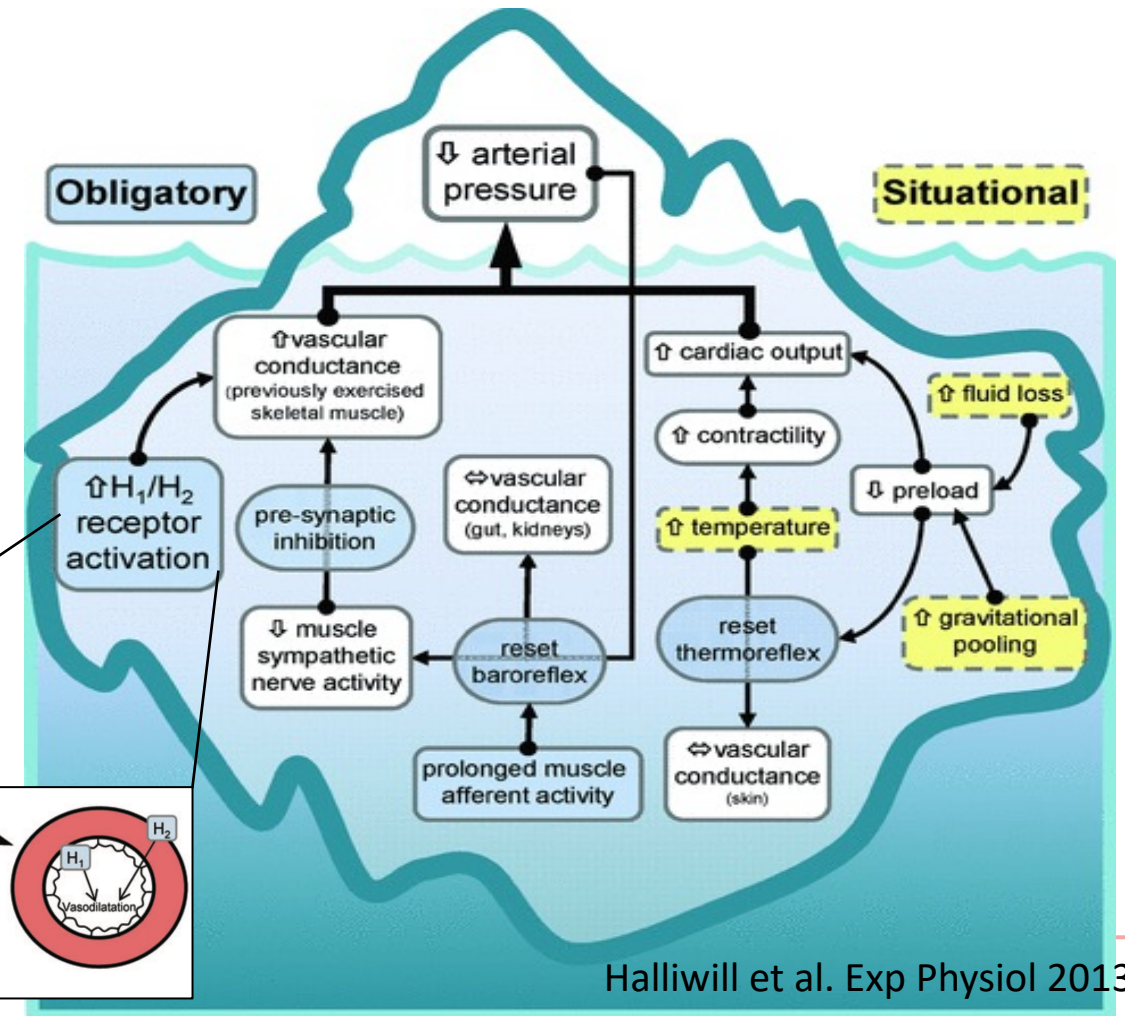 ⇩ arterial
pressure
Obligatory
Situational
⇧vascular
conductance
(previously exercised
skeletal muscle)
⇧ cardiac output
⇧ fluid loss
⇧ contractility
⇧H₁/H₂
receptor
activation
pre-synaptic
inhibition
⇔vascular
conductance
(gut, kidneys)
⇩ preload
⇧ temperature
⇩ muscle
sympathetic
nerve activity
reset
baroreflex
reset
thermoreflex
⇧ gravitational
pooling
prolonged muscle
afferent activity
⇔vascular
conductance
(skin)
H₂
H₁
Vasodilatation
Halliwill et al. Exp Physiol 2013